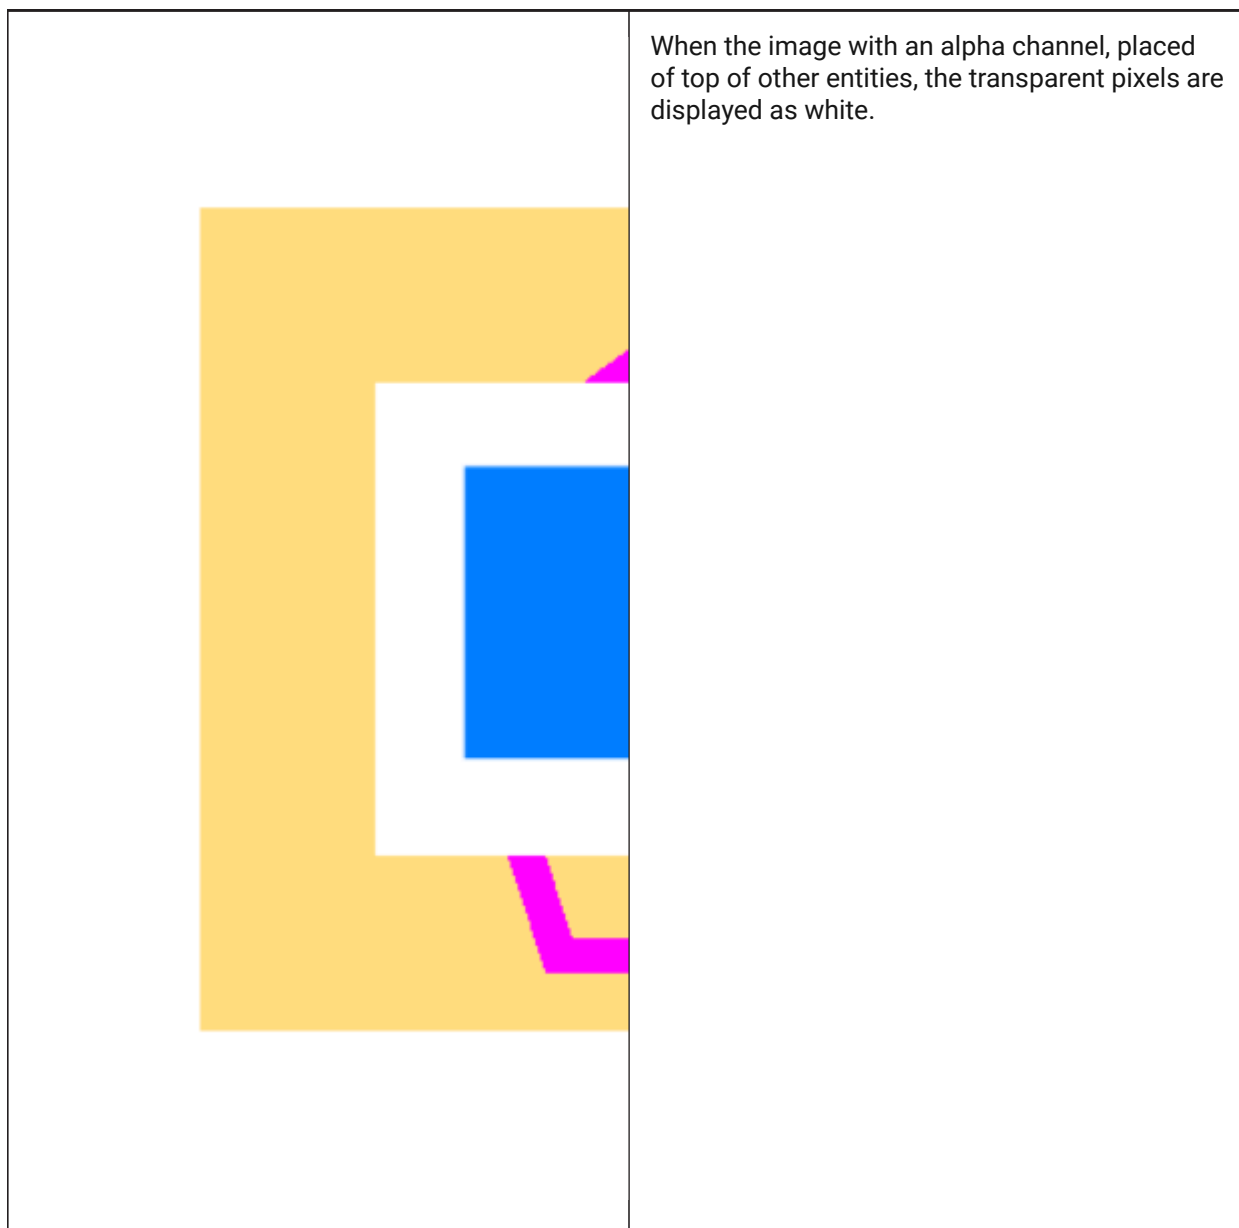 When the image with an alpha channel, placed
of top of other entities, the transparent pixels are
displayed as white.